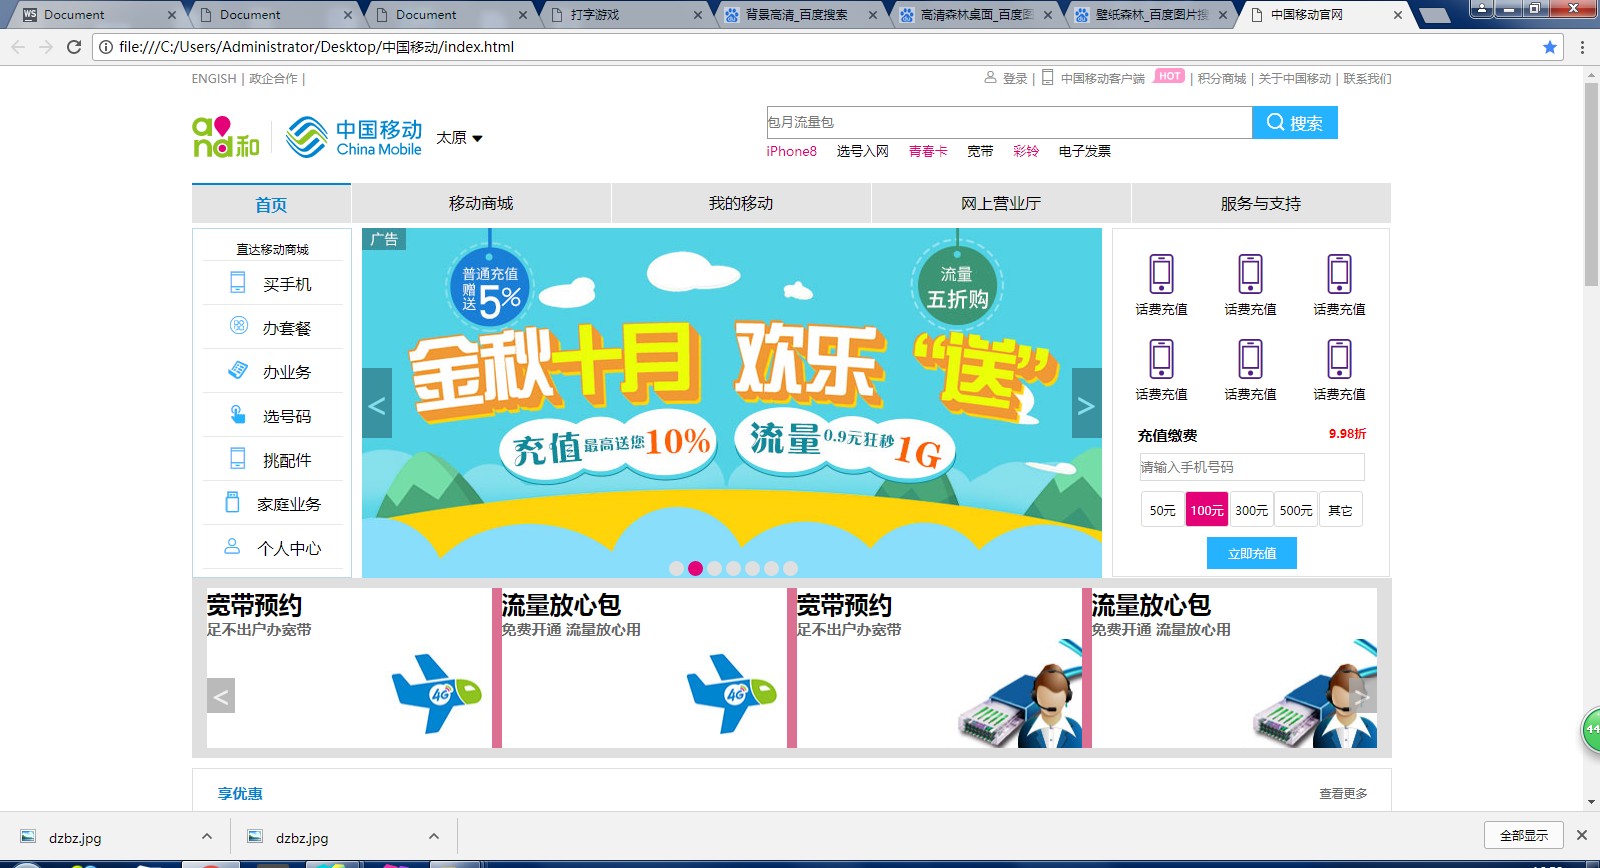 Document
Document
Document
打字游戏
背景高清_百度搜索
高清森林桌面_百度图
壁纸森林_百度图片搜
中国移动官网
file:///C:/Users/Administrator/Desktop/中国移动/index.html
ENGISH | 政企合作 |
登录 | 中国移动客户端 HOT | 积分商城 | 关于中国移动 | 联系我们
and和
中国移动
China Mobile
太原
包月流量包
搜索
iPhone8 选号入网 青春卡 宽带 彩铃 电子发票
首页 移动商城 我的移动 网上营业厅 服务与支持
直达移动商城
买手机
办套餐
办业务
选号码
挑配件
家庭业务
个人中心
广告
普通充值
赠送5%
流量
五折购
金秋十月 欢乐“送”
充值最高送您10%
流量0.9元狂秒1G
<
>
话费充值 话费充值 话费充值
话费充值 话费充值 话费充值
充值缴费 9.98折
请输入手机号码
50元 100元 300元 500元 其它
立即充值
宽带预约
足不出户办宽带
4G
流量放心包
免费开通 流量放心用
4G
宽带预约
足不出户办宽带
流量放心包
免费开通 流量放心用
<
>
44
享优惠
查看更多
dzbz.jpg
dzbz.jpg
全部显示